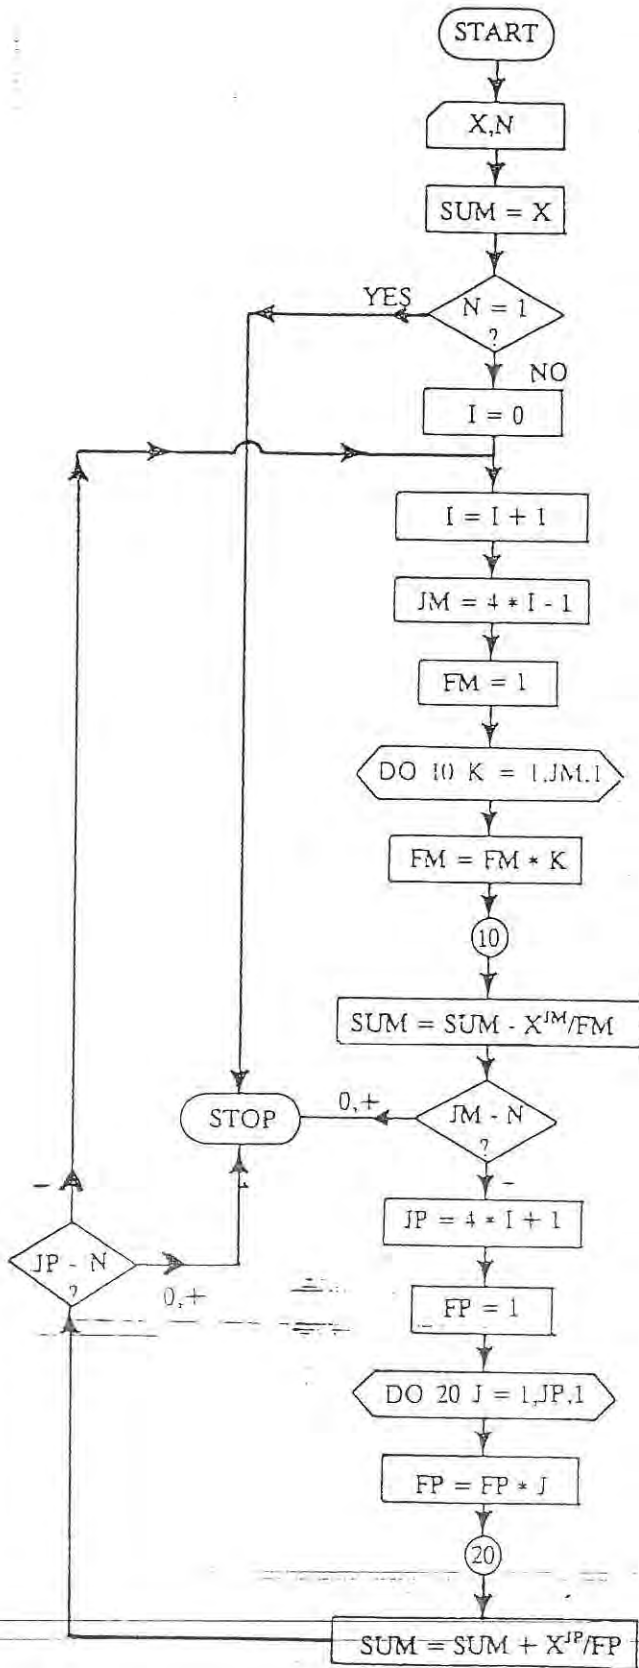 START
X,N
SUM = X
YES
N = 1
?
NO
I = 0
I = I + 1
JM = 4 * I - 1
FM = 1
DO 10 K = 1,JM,1
FM = FM * K
10
SUM = SUM - X^JM/FM
STOP
0,+
JM - N
?
-
JP = 4 * I + 1
-
JP - N
?
0,+
FP = 1
DO 20 J = 1,JP,1
FP = FP * J
20
SUM = SUM + X^JP/FP